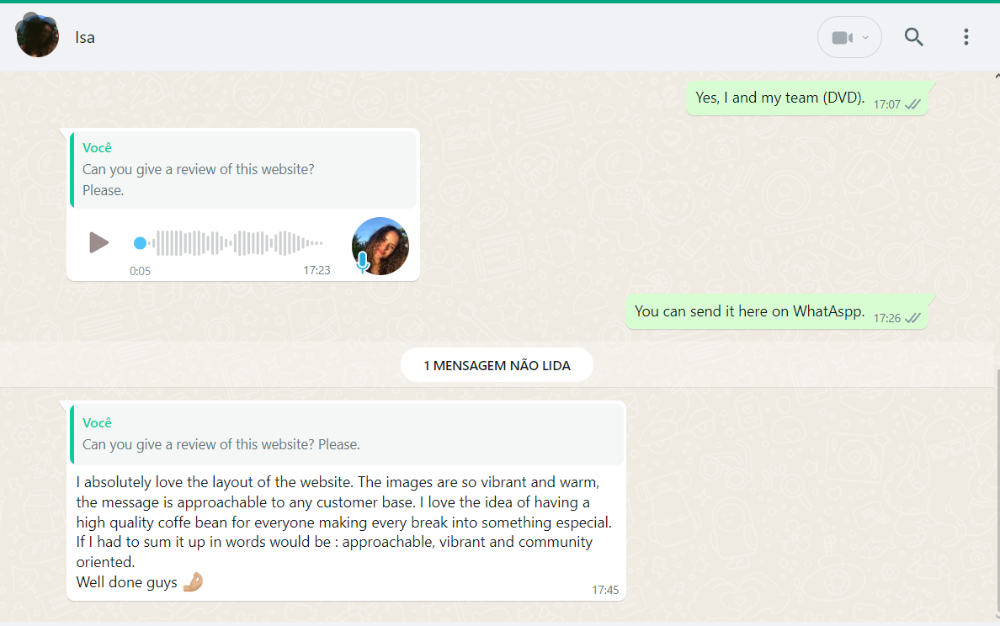 Isa
Yes, I and my team (DVD).
17:07
Você
Can you give a review of this website?
Please.
0:05
17:23
You can send it here on WhatAspp.
17:26
1 MENSAGEM NÃO LIDA
Você
Can you give a review of this website? Please.
I absolutely love the layout of the website. The images are so vibrant and warm,
the message is approachable to any customer base. I love the idea of having a
high quality coffe bean for everyone making every break into something especial.
If I had to sum it up in words would be : approachable, vibrant and community
oriented.
Well done guys 👌🏼
17:45